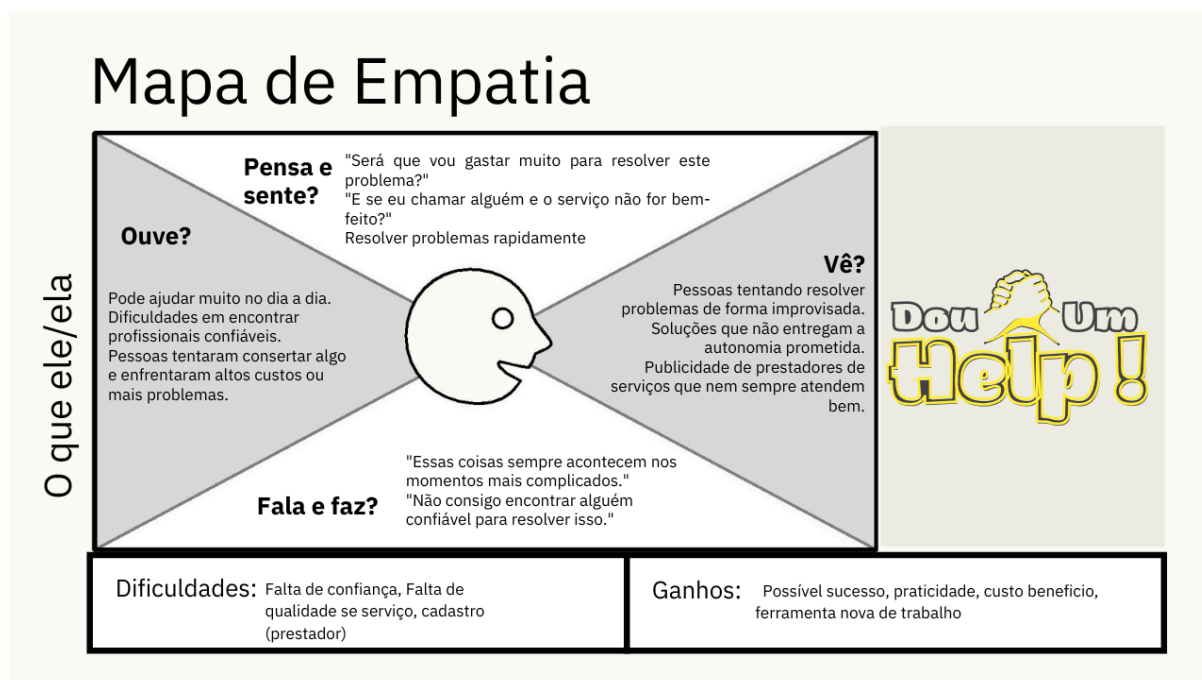 Mapa de Empatia
O que ele/ela
Pensa e
sente?
"Será que vou gastar muito para resolver este
problema?"
"E se eu chamar alguém e o serviço não for bem-
feito?"
Resolver problemas rapidamente
Ouve?
Pode ajudar muito no dia a dia.
Dificuldades em encontrar
profissionais confiáveis.
Pessoas tentaram consertar algo
e enfrentaram altos custos ou
mais problemas.
Vê?
Pessoas tentando resolver
problemas de forma improvisada.
Soluções que não entregam a
autonomia prometida.
Publicidade de prestadores de
serviços que nem sempre atendem
bem.
Fala e faz?
"Essas coisas sempre acontecem nos
momentos mais complicados."
"Não consigo encontrar alguém
confiável para resolver isso."
Dou Um
Help!
Dificuldades: Falta de confiança, Falta de
qualidade se serviço, cadastro
(prestador)
Ganhos: Possível sucesso, praticidade, custo beneficio,
ferramenta nova de trabalho